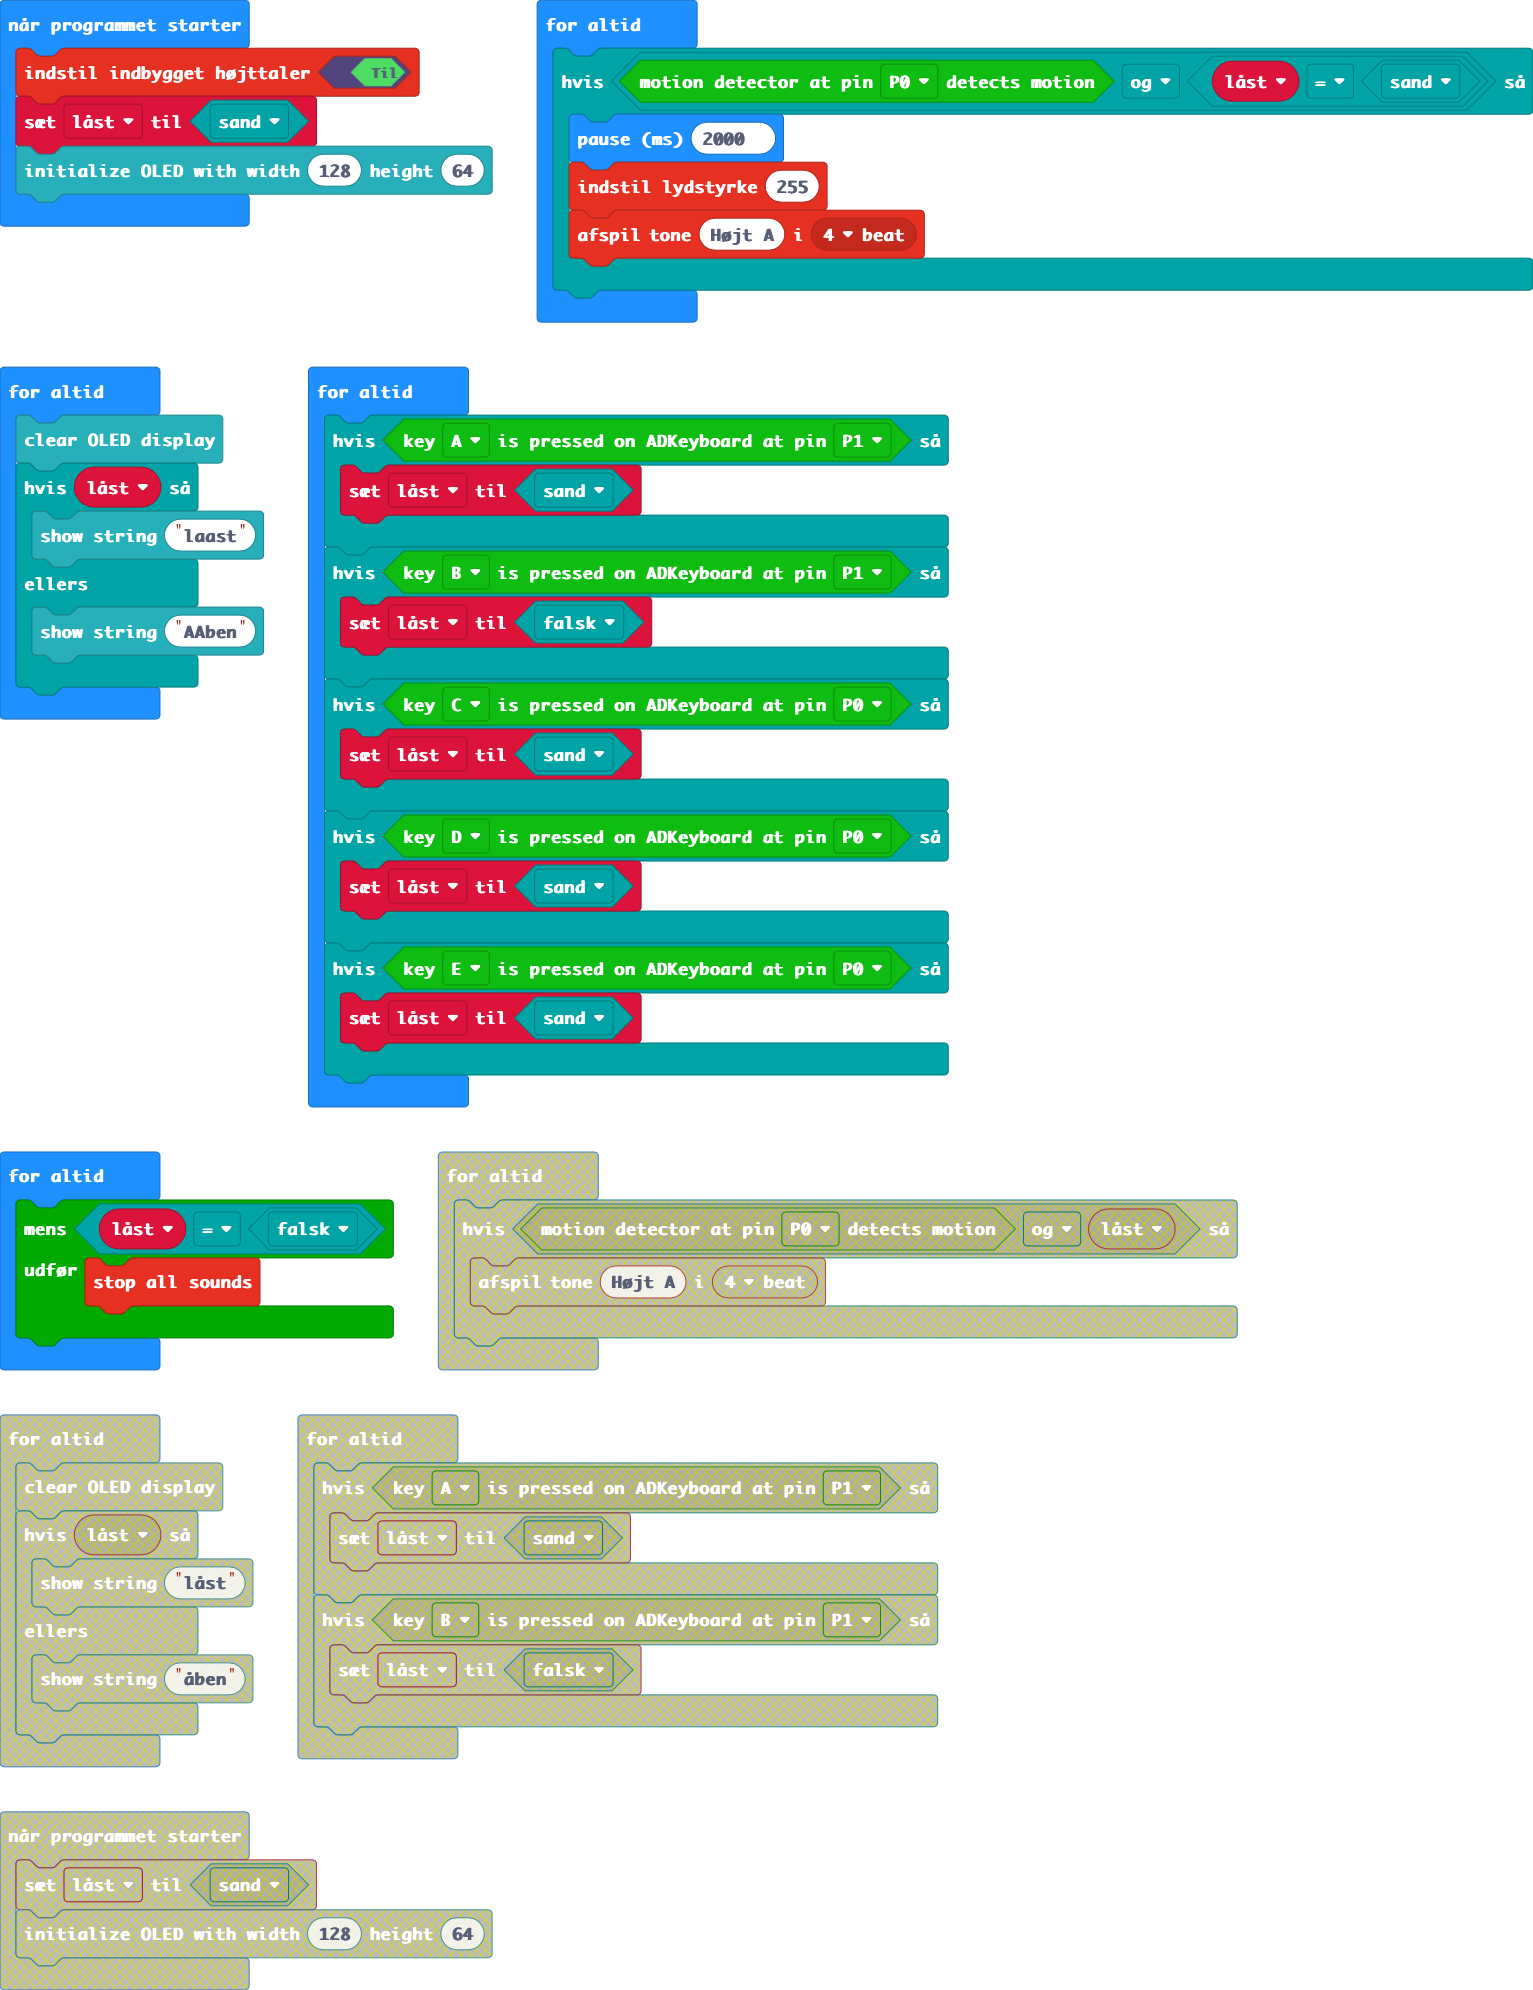 når programmet starter
indstil indbygget højttaler Til
sæt låst til sand
initialize OLED with width 128 height 64
for altid
hvis motion detector at pin P0 detects motion og låst = sand så
pause (ms) 2000
indstil lydstyrke 255
afspil tone Højt A i 4 beat
for altid
clear OLED display
hvis låst så
show string "laast"
ellers
show string "AAben"
for altid
hvis key A is pressed on ADKeyboard at pin P1 så
sæt låst til sand
hvis key B is pressed on ADKeyboard at pin P1 så
sæt låst til falsk
hvis key C is pressed on ADKeyboard at pin P0 så
sæt låst til sand
hvis key D is pressed on ADKeyboard at pin P0 så
sæt låst til sand
hvis key E is pressed on ADKeyboard at pin P0 så
sæt låst til sand
for altid
mens låst = falsk
udfør stop all sounds
for altid
hvis motion detector at pin P0 detects motion og låst så
afspil tone Højt A i 4 beat
for altid
clear OLED display
hvis låst så
show string "låst"
ellers
show string "åben"
for altid
hvis key A is pressed on ADKeyboard at pin P1 så
sæt låst til sand
hvis key B is pressed on ADKeyboard at pin P1 så
sæt låst til falsk
når programmet starter
sæt låst til sand
initialize OLED with width 128 height 64